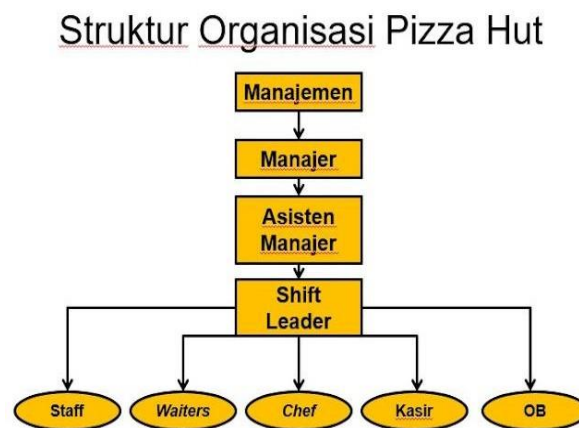 Struktur Organisasi Pizza Hut
Manajemen
Manajer
Asisten
Manajer
Shift
Leader
Staff
Waiters
Chef
Kasir
OB